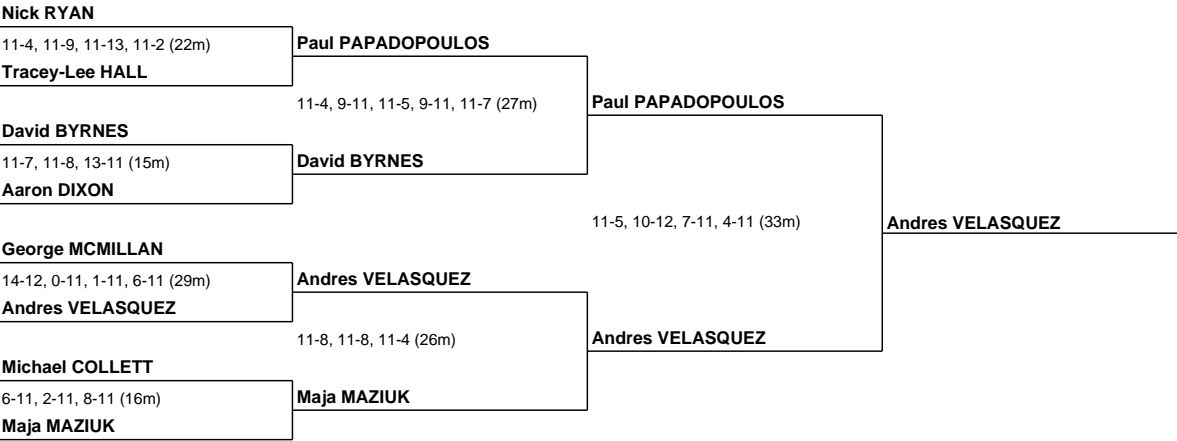 Nick RYAN
11-4, 11-9, 11-13, 11-2 (22m)
Tracey-Lee HALL
David BYRNES
11-7, 11-8, 13-11 (15m)
Aaron DIXON
George MCMILLAN
14-12, 0-11, 1-11, 6-11 (29m)
Andres VELASQUEZ
Michael COLLETT
6-11, 2-11, 8-11 (16m)
Maja MAZIUK
Paul PAPADOPOULOS
11-4, 9-11, 11-5, 9-11, 11-7 (27m)
David BYRNES
Andres VELASQUEZ
11-8, 11-8, 11-4 (26m)
Maja MAZIUK
Paul PAPADOPOULOS
11-5, 10-12, 7-11, 4-11 (33m)
Andres VELASQUEZ
Andres VELASQUEZ